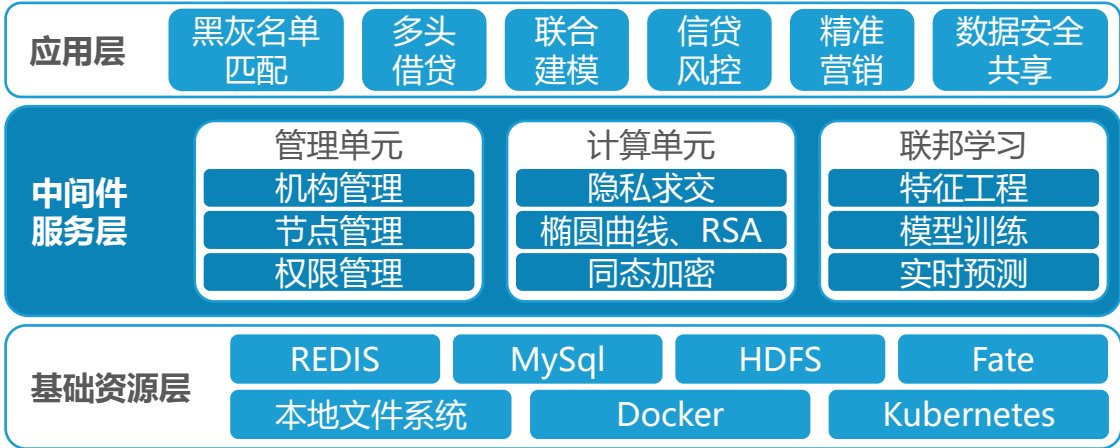 应用层
黑灰名单
匹配
多头
借贷
联合
建模
信贷
风控
精准
营销
数据安全
共享
中间件
服务层
管理单元
机构管理
节点管理
权限管理
计算单元
隐私求交
椭圆曲线、RSA
同态加密
联邦学习
特征工程
模型训练
实时预测
基础资源层
REDIS
MySql
HDFS
Fate
本地文件系统
Docker
Kubernetes